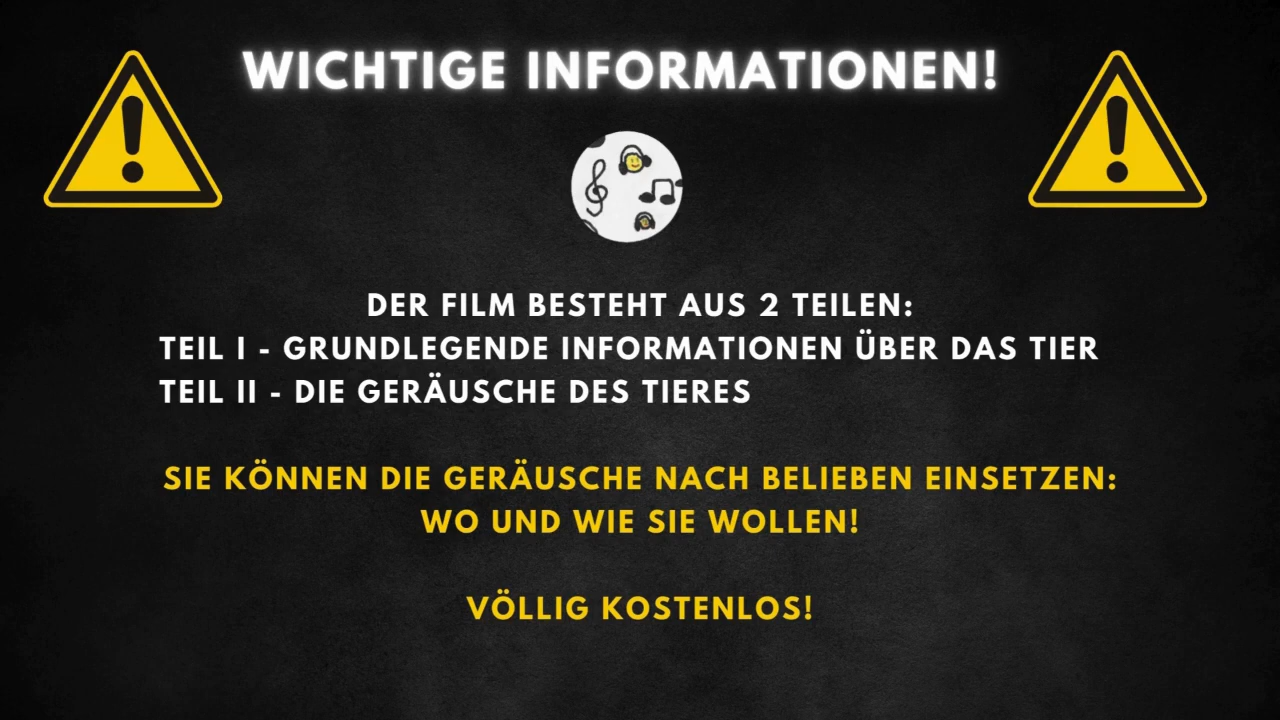 WICHTIGE INFORMATIONEN!
DER FILM BESTEHT AUS 2 TEILEN:
TEIL I - GRUNDLEGENDE INFORMATIONEN ÜBER DAS TIER
TEIL II - DIE GERÄUSCHE DES TIERES
SIE KÖNNEN DIE GERÄUSCHE NACH BELIEBEN EINSETZEN:
WO UND WIE SIE WOLLEN!
VÖLLIG KOSTENLOS!